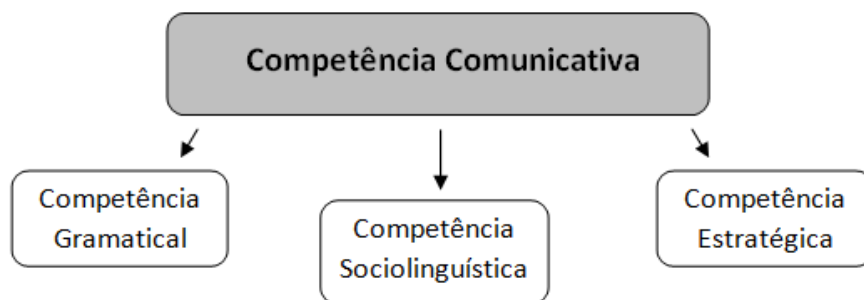 Competência Comunicativa
Competência
Gramatical
Competência
Sociolinguística
Competência
Estratégica